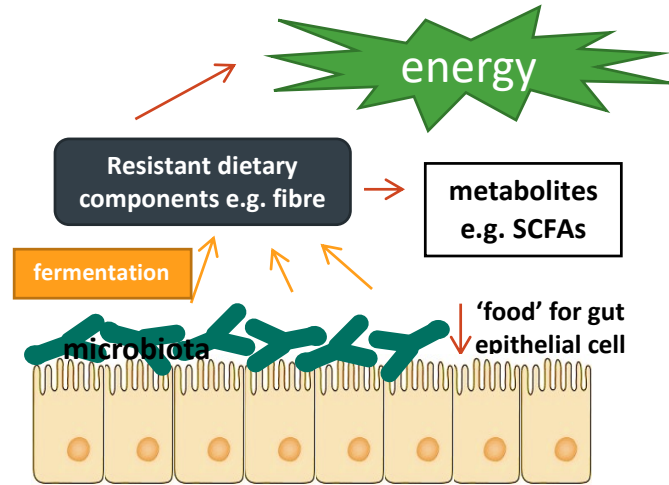 energy
Resistant dietary
components e.g. fibre
metabolites
e.g. SCFAs
fermentation
‘food’ for gut
epithelial cell
microbiota